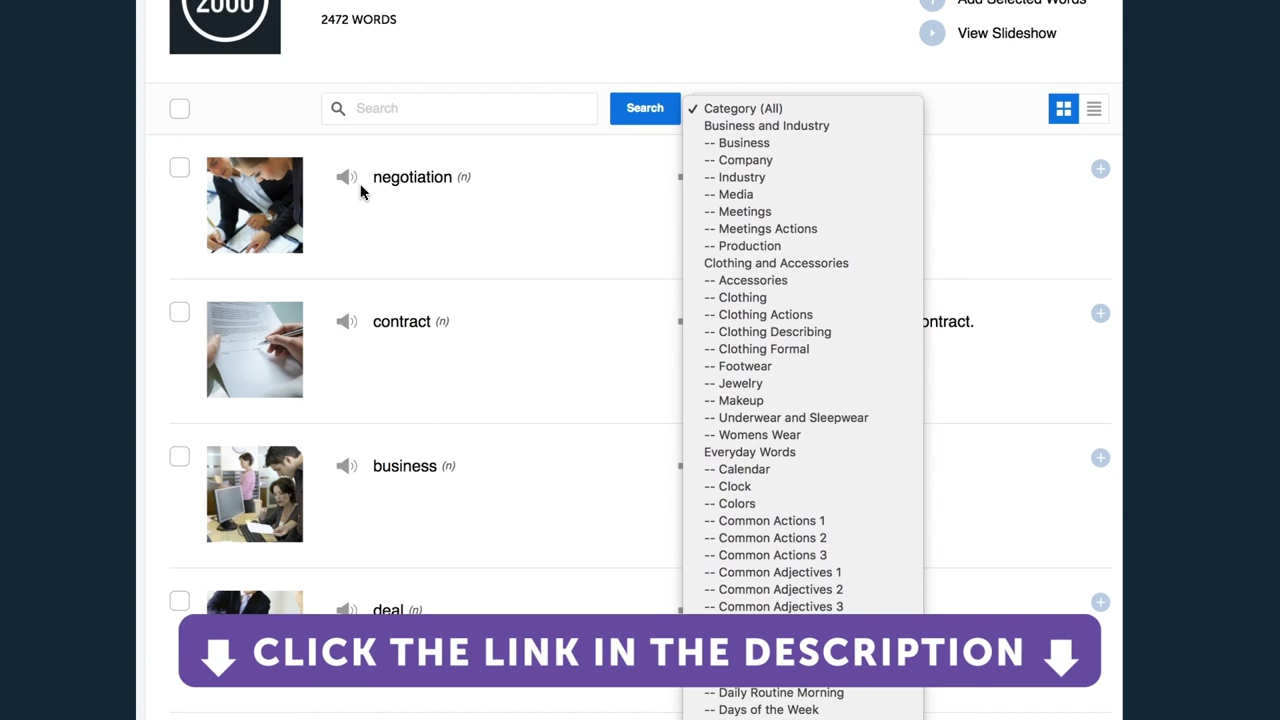 2000
2472 WORDS
Add Selected Words
View Slideshow
Search
Search
✓ Category (All)
Business and Industry
-- Business
-- Company
-- Industry
-- Media
-- Meetings
-- Meetings Actions
-- Production
Clothing and Accessories
-- Accessories
-- Clothing
-- Clothing Actions
-- Clothing Describing
-- Clothing Formal
-- Footwear
-- Jewelry
-- Makeup
-- Underwear and Sleepwear
-- Womens Wear
Everyday Words
-- Calendar
-- Clock
-- Colors
-- Common Actions 1
-- Common Actions 2
-- Common Actions 3
-- Common Adjectives 1
-- Common Adjectives 2
-- Common Adjectives 3
-- Daily Routine Morning
-- Days of the Week
negotiation (n)
contract (n)
ontract.
business (n)
deal (n)
CLICK THE LINK IN THE DESCRIPTION